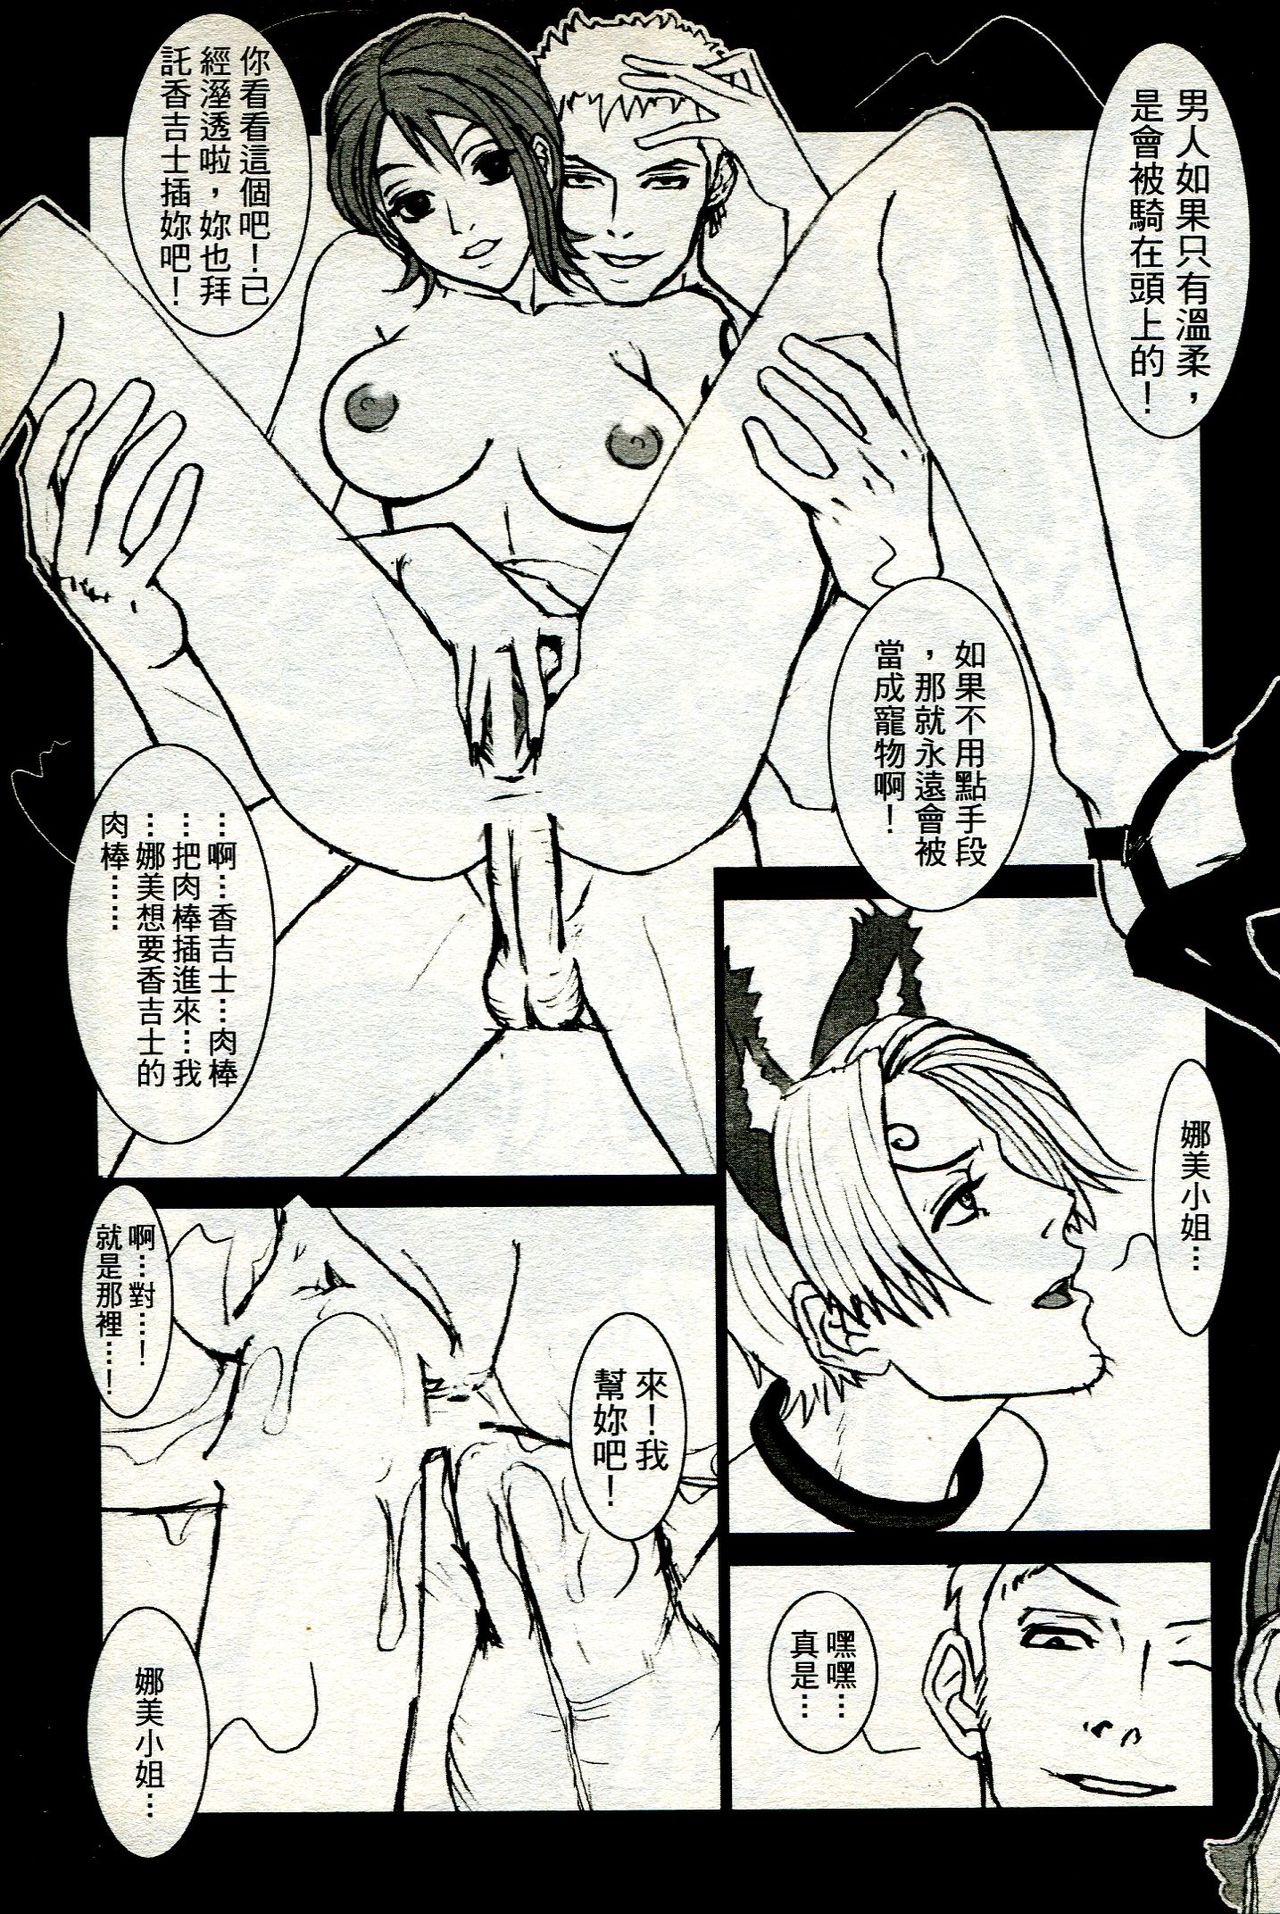 男人如果只有溫柔，
是會被騎在頭上的！
你看看這個吧！己
經溼透啦，妳也拜
託香吉士插妳吧！
如果不用點手段
，那就永遠會被
當成寵物啊！
…啊…香吉士…肉棒
…把肉棒插進來…我
…娜美想要香吉士的
肉棒……
娜美小姐…
嘿嘿…
真是…
來！我
幫妳吧！
啊…對…！
就是那裡…！
娜美小姐…